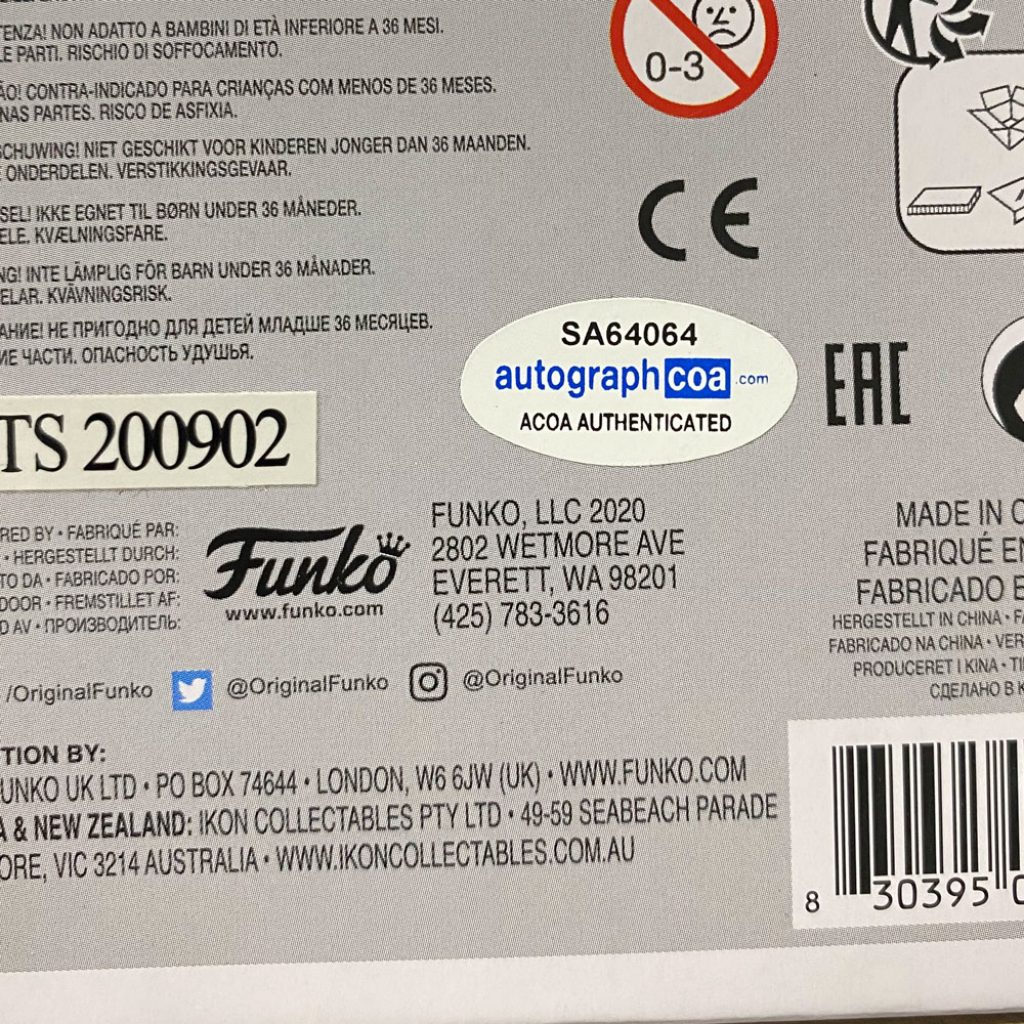 TENZA! NON ADATTO A BAMBINI DI ETÀ INFERIORE A 36 MESI.
LE PARTI. RISCHIO DI SOFFOCAMENTO.
ÃO! CONTRA-INDICADO PARA CRIANÇAS COM MENOS DE 36 MESES.
NAS PARTES. RISCO DE ASFIXIA.
SCHUWING! NIET GESCHIKT VOOR KINDEREN JONGER DAN 36 MAANDEN.
E ONDERDELEN. VERSTIKKINGSGEVAAR.
SEL! IKKE EGNET TIL BØRN UNDER 36 MÅNEDER.
ELE. KVÆLNINGSFARE.
NG! INTE LÄMPLIG FÖR BARN UNDER 36 MÅNADER.
ELAR. KVÄVNINGSRISK.
АНИЕ! НЕ ПРИГОДНО ДЛЯ ДЕТЕЙ МЛАДШЕ 36 МЕСЯЦЕВ.
ИЕ ЧАСТИ. ОПАСНОСТЬ УДУШЬЯ.
0-3
CE
SA64064
autographcoa.com
ACOA AUTHENTICATED
EAC
TS 200902
RED BY • FABRIQUÉ PAR:
• HERGESTELLT DURCH:
TO DA • FABRICADO POR:
DOOR • FREMSTILLET AF:
D AV • ПРОИЗВОДИТЕЛЬ:
Funko
www.funko.com
FUNKO, LLC 2020
2802 WETMORE AVE
EVERETT, WA 98201
(425) 783-3616
MADE IN C
FABRIQUÉ EN
FABRICADO E
HERGESTELLT IN CHINA • FA
FABRICADO NA CHINA • VER
PRODUCERET I KINA • TI
СДЕЛАНО В К
/OriginalFunko
@OriginalFunko
@OriginalFunko
TION BY:
UNKO UK LTD • PO BOX 74644 • LONDON, W6 6JW (UK) • WWW.FUNKO.COM
A & NEW ZEALAND: IKON COLLECTABLES PTY LTD • 49-59 SEABEACH PARADE
ORE, VIC 3214 AUSTRALIA • WWW.IKONCOLLECTABLES.COM.AU
8 30395 0